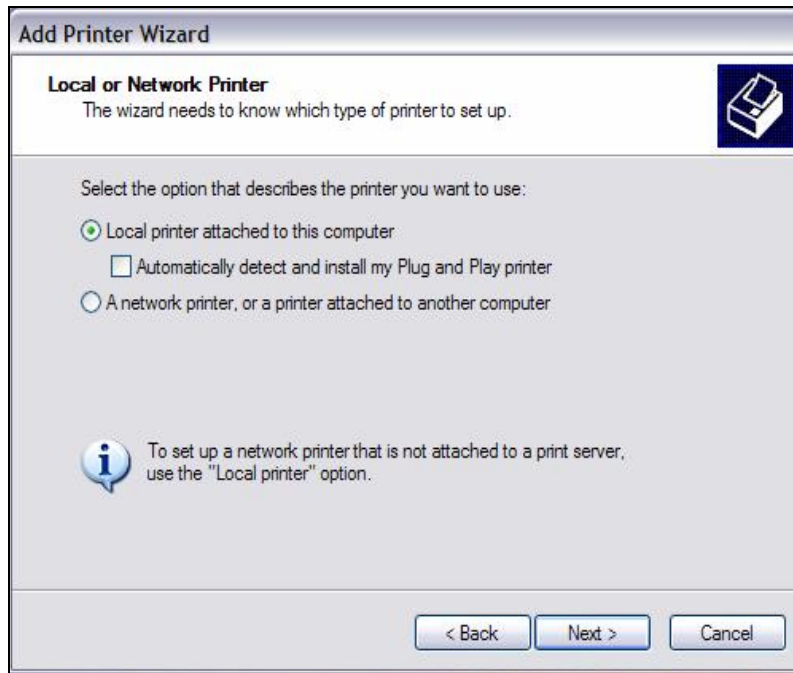 Add Printer Wizard
Local or Network Printer
The wizard needs to know which type of printer to set up.
Select the option that describes the printer you want to use:
Local printer attached to this computer
Automatically detect and install my Plug and Play printer
A network printer, or a printer attached to another computer
To set up a network printer that is not attached to a print server,
use the "Local printer" option.
< Back Next > Cancel